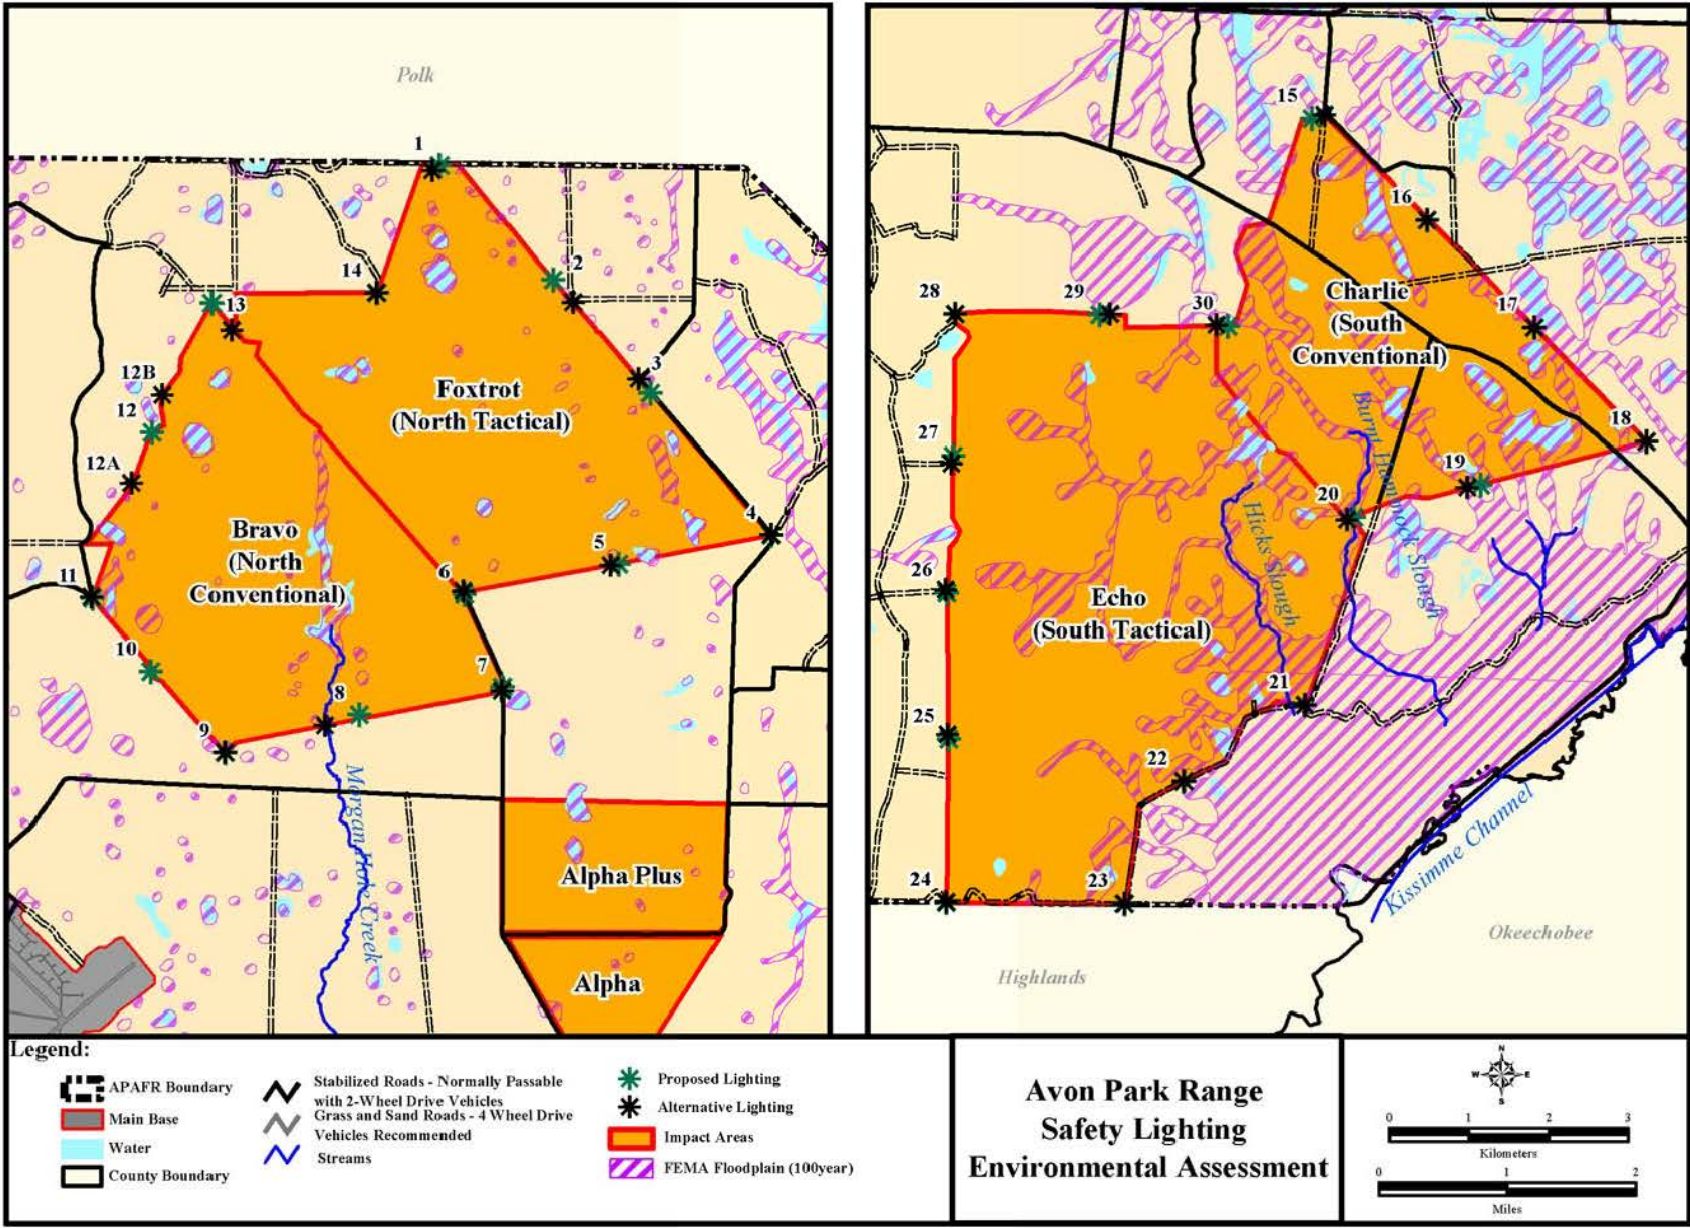 Polk
1
2
14
13
3
12B
12
Foxtrot
(North Tactical)
12A
4
Bravo
(North
Conventional)
5
6
11
10
7
8
9
Morgan Hole Creek
Alpha Plus
Alpha
15
16
28
29
30
Charlie
(South
Conventional)
17
18
27
19
20
Burnt Hammock Slough
Hicks Slough
26
Echo
(South Tactical)
21
25
22
24
23
Kissimme Channel
Okeechobee
Highlands
Legend:
APAFR Boundary
Main Base
Water
County Boundary
Stabilized Roads - Normally Passable
with 2-Wheel Drive Vehicles
Grass and Sand Roads - 4 Wheel Drive
Vehicles Recommended
Streams
Proposed Lighting
Alternative Lighting
Impact Areas
FEMA Floodplain (100year)
Avon Park Range
Safety Lighting
Environmental Assessment
N
W E
S
0 1 2 3
Kilometers
0 1 2
Miles